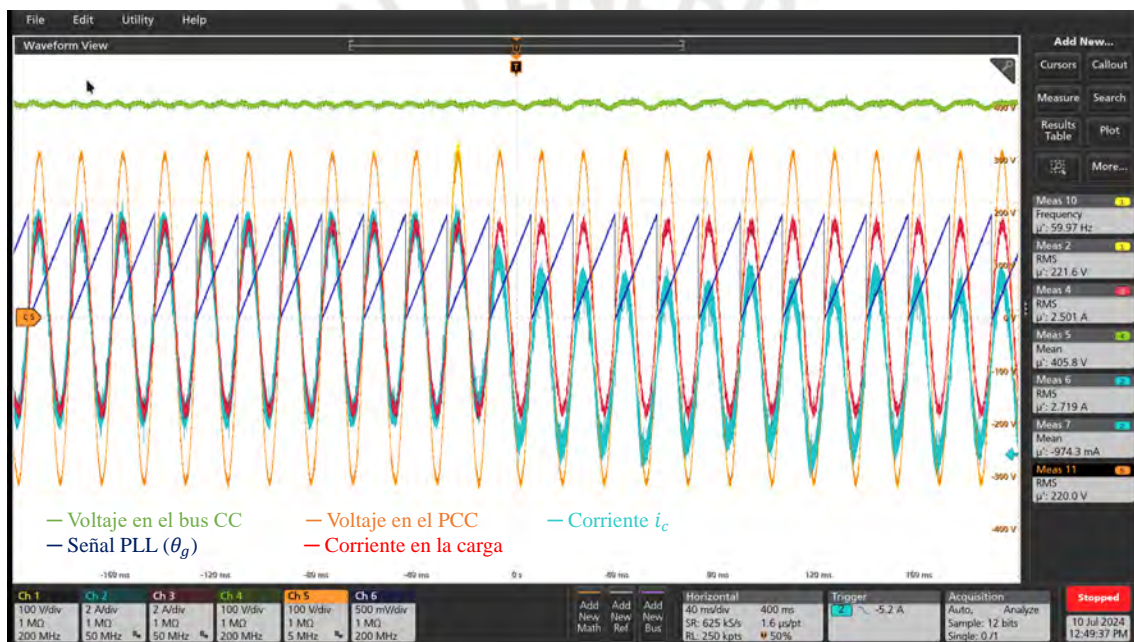 File Edit Utility Help
Waveform View
Add New...
Cursors Callout
Measure Search
Results Table Plot
More...
400 V
300 V
200 V
100 V
0 V
-100 V
-200 V
-300 V
-400 V
T
C 5
Meas 10 1
Frequency
µ': 59.97 Hz
Meas 2 1
RMS
µ': 221.6 V
Meas 4
RMS
µ': 2.501 A
Meas 5 4
Mean
µ': 405.8 V
Meas 6 2
RMS
µ': 2.719 A
Meas 7 2
Mean
µ': -974.3 mA
Meas 11 5
RMS
µ': 220.0 V
— Voltaje en el bus CC — Voltaje en el PCC — Corriente i_c
— Señal PLL (θ_g) — Corriente en la carga
-160 ms -120 ms -80 ms -40 ms 0 s 80 ms 120 ms 160 ms
Ch 1
100 V/div
1 MΩ
200 MHz
Ch 2
2 A/div
1 MΩ
50 MHz
Ch 3
2 A/div
1 MΩ
50 MHz
Ch 4
100 V/div
1 MΩ
200 MHz
Ch 5
100 V/div
1 MΩ
5 MHz
Ch 6
500 mV/div
1 MΩ
200 MHz
Add New Math
Add New Ref
Add New Bus
Horizontal
40 ms/div 400 ms
SR: 625 kS/s 1.6 µs/pt
RL: 250 kpts 50%
Trigger
2 -5.2 A
Acquisition
Auto, Analyze
Sample: 12 bits
Single: 0 /1
Stopped
10 Jul 2024
12:49:37 PM